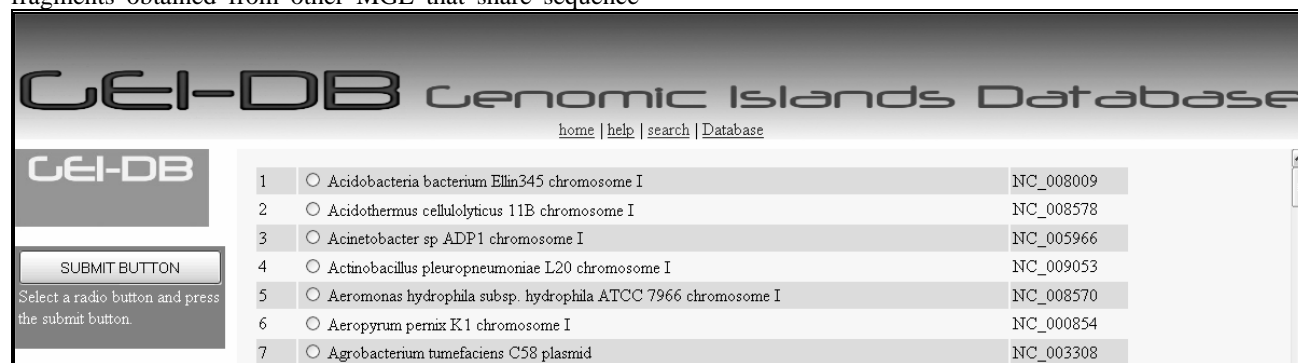 fragments obtained from other MGE that share sequence
GEI-DB Genomic Islands Database
home | help | search | Database
GEI-DB
SUBMIT BUTTON
Select a radio button and press
the submit button.
1 Acidobacteria bacterium Ellin345 chromosome I NC_008009
2 Acidothermus cellulolyticus 11B chromosome I NC_008578
3 Acinetobacter sp ADP1 chromosome I NC_005966
4 Actinobacillus pleuropneumoniae L20 chromosome I NC_009053
5 Aeromonas hydrophila subsp. hydrophila ATCC 7966 chromosome I NC_008570
6 Aeropyrum pernix K1 chromosome I NC_000854
7 Agrobacterium tumefaciens C58 plasmid NC_003308